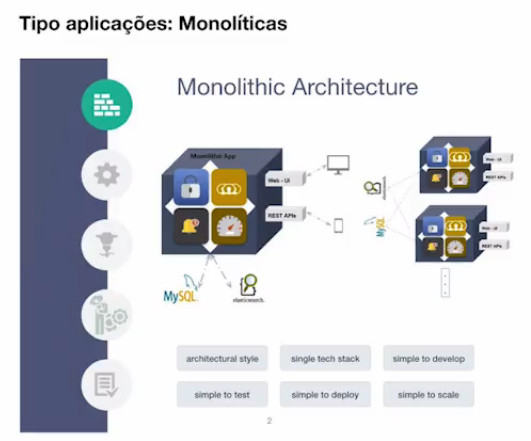 Tipo aplicações: Monolíticas
Monolithic Architecture
Monolithic App
Web - UI
REST APIs
MySQL
elasticsearch.
MySQL
Web - UI
REST APIs
Web - UI
REST APIs
architectural style
single tech stack
simple to develop
simple to test
simple to deploy
simple to scale
2